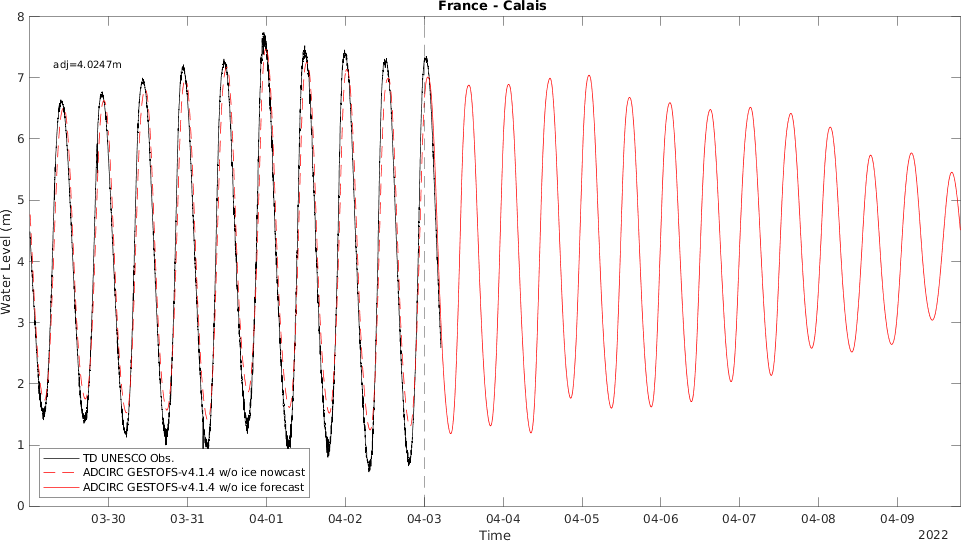 France - Calais
8
7
6
5
4
3
2
1
0
Water Level (m)
adj=4.0247m
TD UNESCO Obs.
ADCIRC GESTOFS-v4.1.4 w/o ice nowcast
ADCIRC GESTOFS-v4.1.4 w/o ice forecast
03-30 03-31 04-01 04-02 04-03 04-04 04-05 04-06 04-07 04-08 04-09
Time
2022